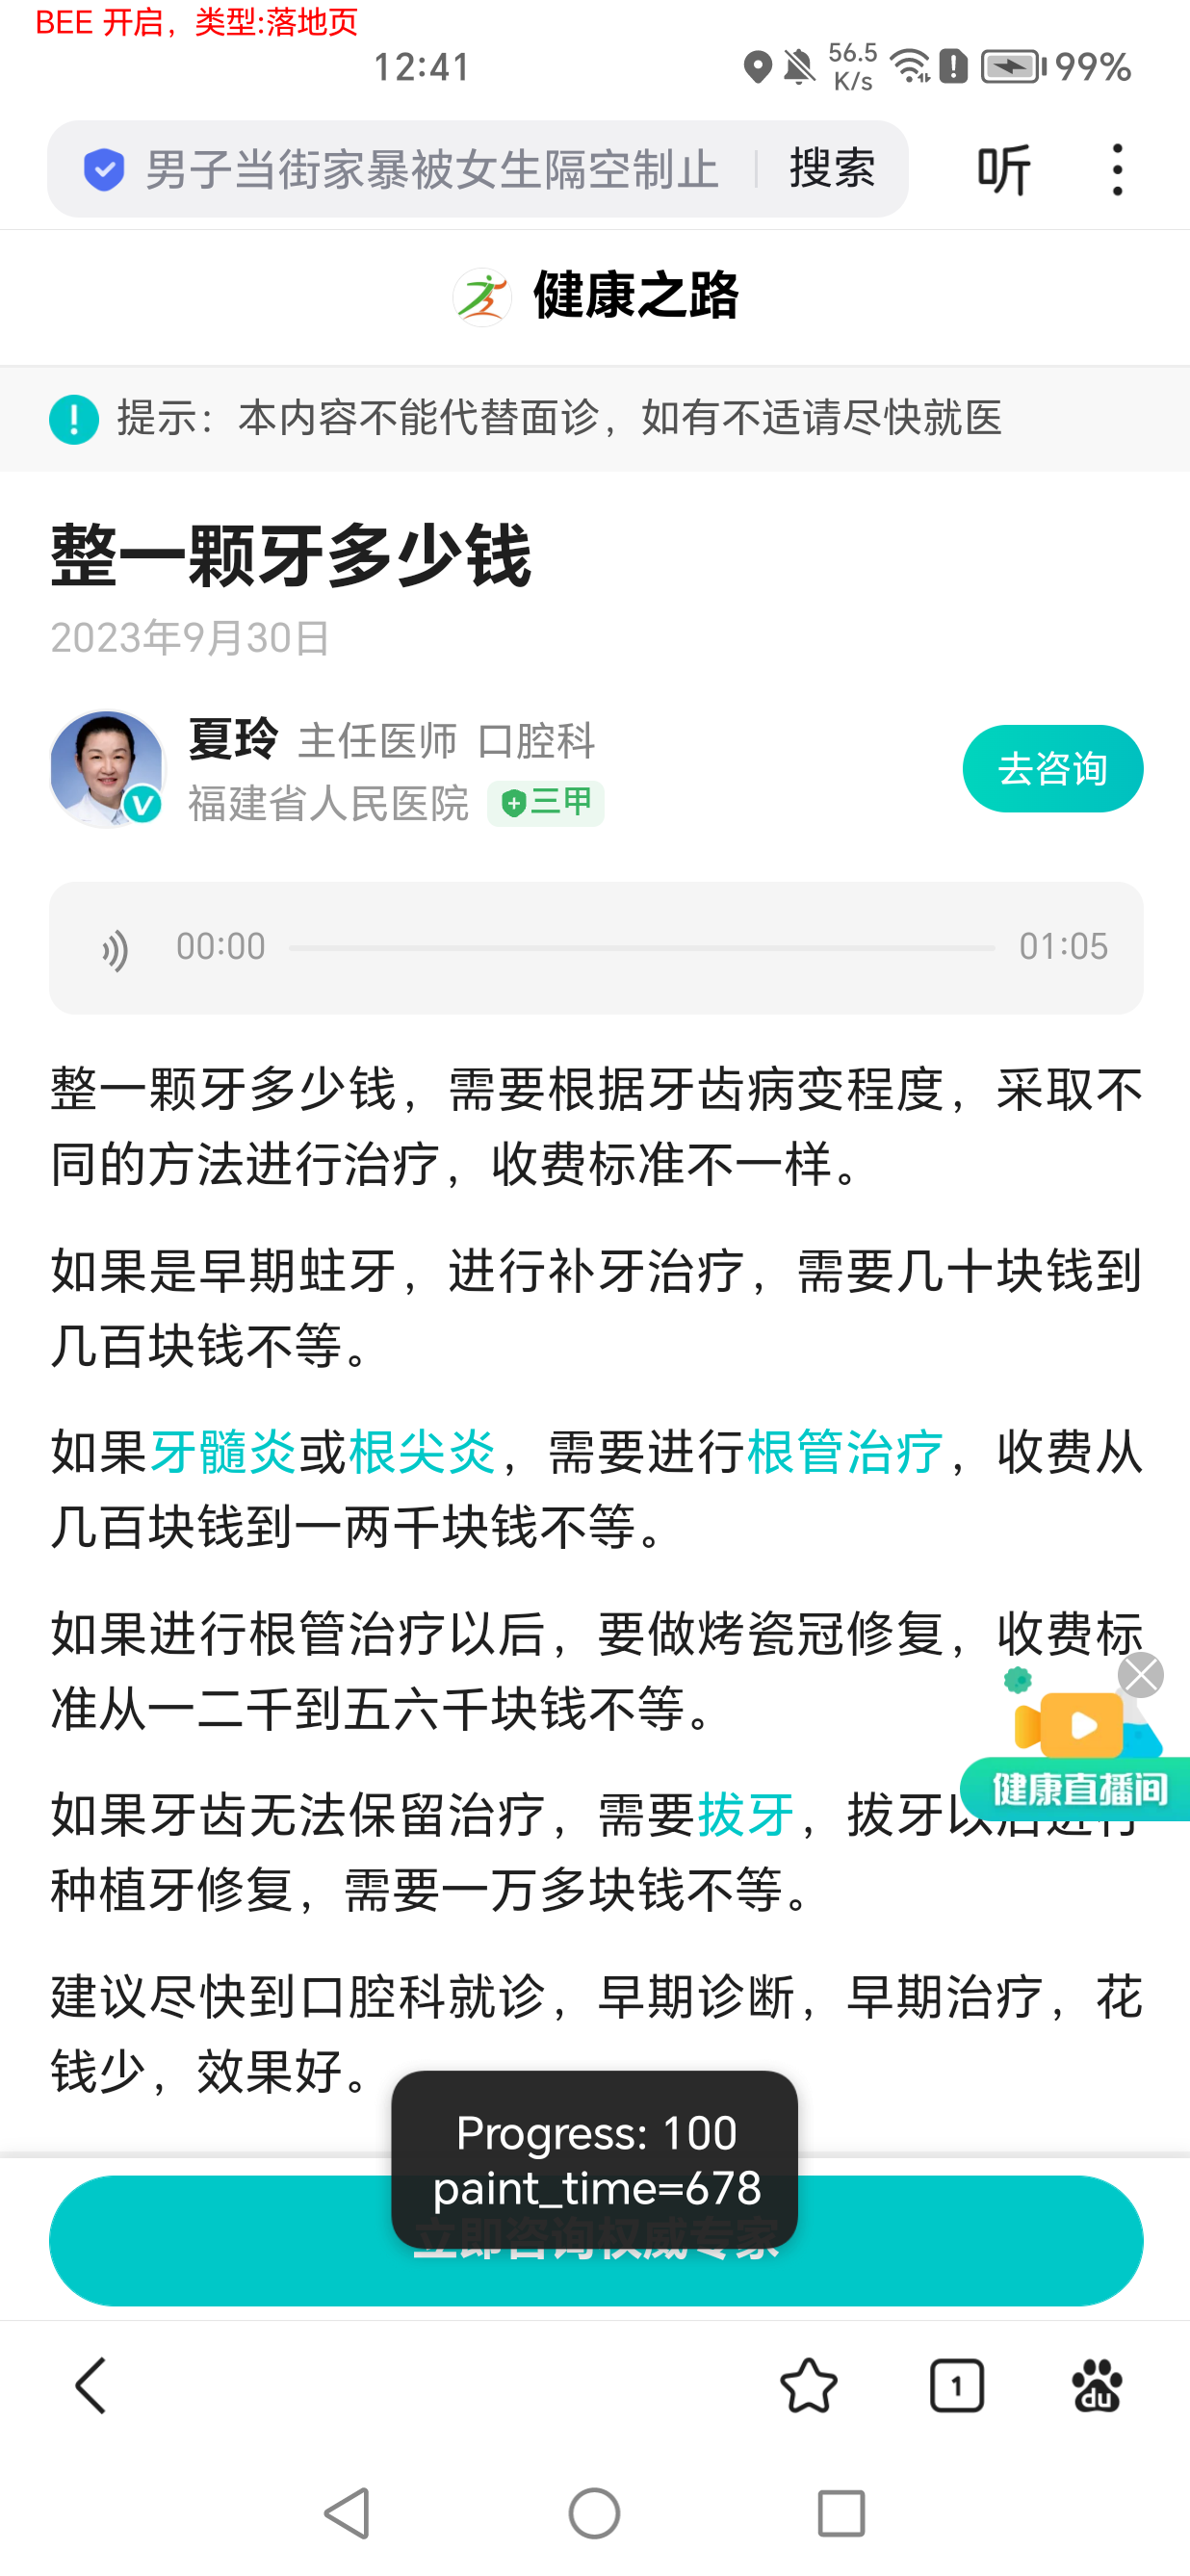 BEE 开启，类型:落地页
12:41
56.5
K/s
99%
男子当街家暴被女生隔空制止
搜索
听
健康之路
提示：本内容不能代替面诊，如有不适请尽快就医
整一颗牙多少钱
2023年9月30日
夏玲 主任医师 口腔科
福建省人民医院 三甲
去咨询
00:00
01:05
整一颗牙多少钱，需要根据牙齿病变程度，采取不
同的方法进行治疗，收费标准不一样。
如果是早期蛀牙，进行补牙治疗，需要几十块钱到
几百块钱不等。
如果牙髓炎或根尖炎，需要进行根管治疗，收费从
几百块钱到一两千块钱不等。
如果进行根管治疗以后，要做烤瓷冠修复，收费标
准从一二千到五六千块钱不等。
健康直播间
如果牙齿无法保留治疗，需要拔牙，拔牙以后进行
种植牙修复，需要一万多块钱不等。
建议尽快到口腔科就诊，早期诊断，早期治疗，花
钱少，效果好。
Progress: 100
paint_time=678
立即咨询权威专家
1
du